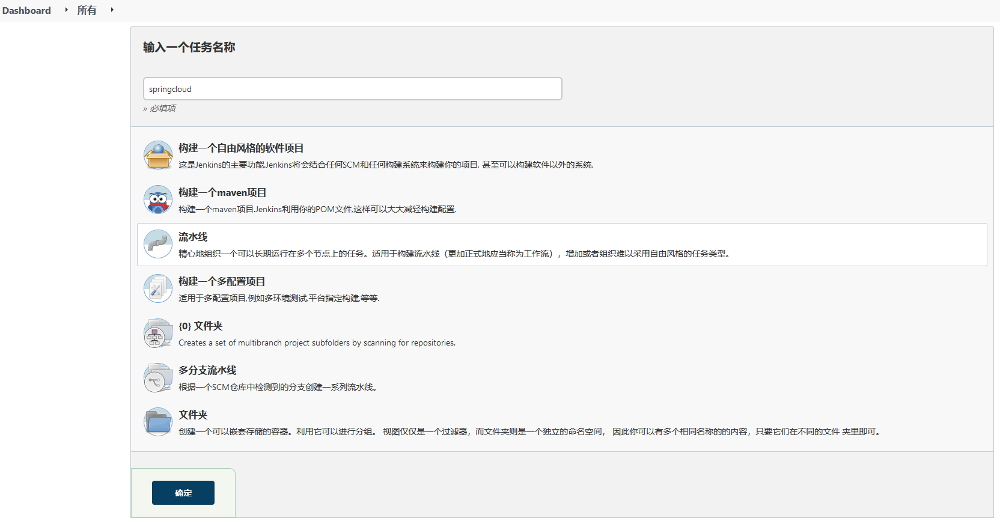 Dashboard 所有
输入一个任务名称
springcloud
» 必填项
构建一个自由风格的软件项目
这是Jenkins的主要功能.Jenkins将会结合任何SCM和任何构建系统来构建你的项目, 甚至可以构建软件以外的系统.
构建一个maven项目
构建一个maven项目.Jenkins利用你的POM文件,这样可以大大减轻构建配置.
流水线
精心地组织一个可以长期运行在多个节点上的任务。适用于构建流水线（更加正式地应当称为工作流），增加或者组织难以采用自由风格的任务类型。
构建一个多配置项目
适用于多配置项目,例如多环境测试,平台指定构建,等等.
{0} 文件夹
Creates a set of multibranch project subfolders by scanning for repositories.
多分支流水线
根据一个SCM仓库中检测到的分支创建一系列流水线。
文件夹
创建一个可以嵌套存储的容器。利用它可以进行分组。 视图仅仅是一个过滤器，而文件夹则是一个独立的命名空间， 因此你可以有多个相同名称的的内容，只要它们在不同的文件 夹里即可。
确定